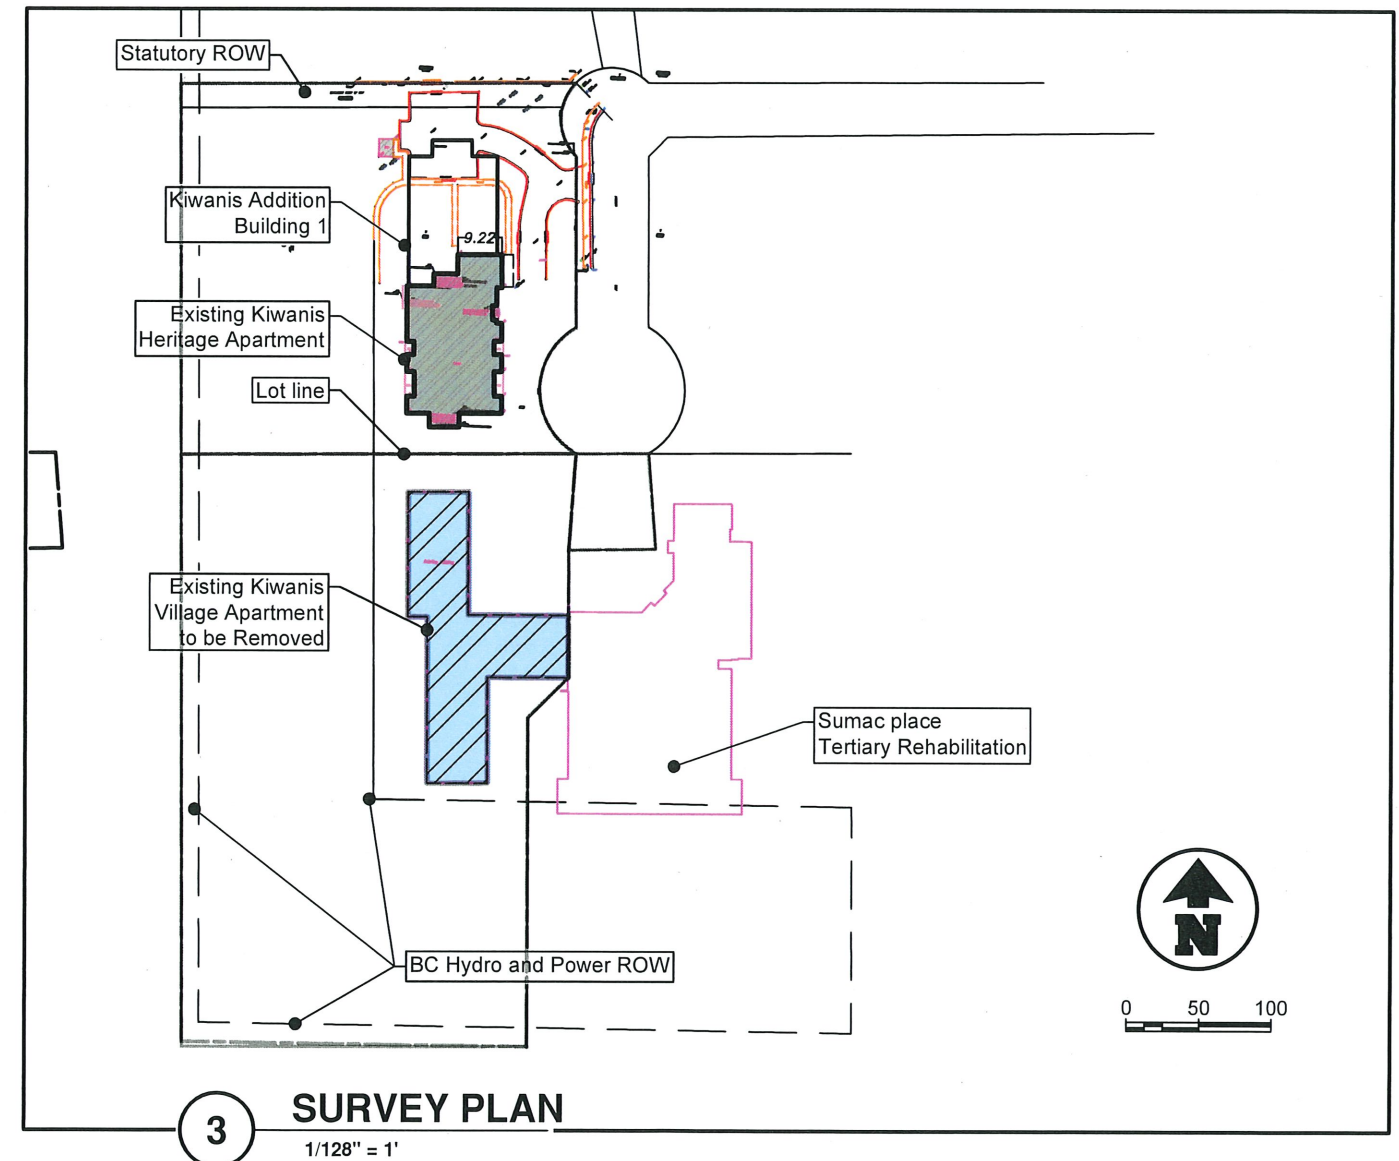 Statutory ROW
Kiwanis Addition
Building 1
9.22
Existing Kiwanis
Heritage Apartment
Lot line
Existing Kiwanis
Village Apartment
to be Removed
Sumac place
Tertiary Rehabilitation
BC Hydro and Power ROW
N
0 50 100
3
SURVEY PLAN
1/128" = 1'